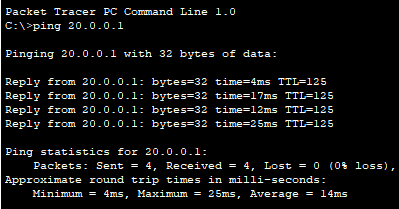 Packet Tracer PC Command Line 1.0
C:\>ping 20.0.0.1
Pinging 20.0.0.1 with 32 bytes of data:
Reply from 20.0.0.1: bytes=32 time=4ms TTL=125
Reply from 20.0.0.1: bytes=32 time=17ms TTL=125
Reply from 20.0.0.1: bytes=32 time=12ms TTL=125
Reply from 20.0.0.1: bytes=32 time=25ms TTL=125
Ping statistics for 20.0.0.1:
Packets: Sent = 4, Received = 4, Lost = 0 (0% loss),
Approximate round trip times in milli-seconds:
Minimum = 4ms, Maximum = 25ms, Average = 14ms